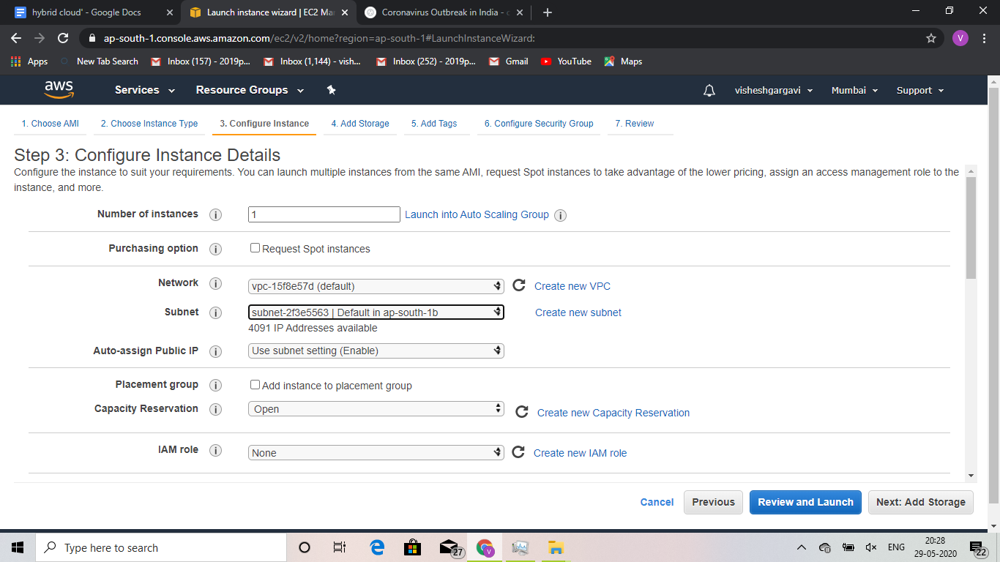 hybrid cloud' - Google Docs
Launch instance wizard | EC2 Ma
Coronavirus Outbreak in India - c
ap-south-1.console.aws.amazon.com/ec2/v2/home?region=ap-south-1#LaunchInstanceWizard:
V
Apps
New Tab Search
Inbox (157) - 2019p...
Inbox (1,144) - vish...
Inbox (252) - 2019p...
Gmail
YouTube
Maps
aws
Services
Resource Groups
visheshgargavi
Mumbai
Support
1. Choose AMI
2. Choose Instance Type
3. Configure Instance
4. Add Storage
5. Add Tags
6. Configure Security Group
7. Review
Step 3: Configure Instance Details
Configure the instance to suit your requirements. You can launch multiple instances from the same AMI, request Spot instances to take advantage of the lower pricing, assign an access management role to the
instance, and more.
Number of instances
i
1
Launch into Auto Scaling Group
i
Purchasing option
i
Request Spot instances
Network
i
vpc-15f8e57d (default)
Create new VPC
Subnet
i
subnet-2f3e5563 | Default in ap-south-1b
Create new subnet
4091 IP Addresses available
Auto-assign Public IP
i
Use subnet setting (Enable)
Placement group
i
Add instance to placement group
Capacity Reservation
i
Open
Create new Capacity Reservation
IAM role
i
None
Create new IAM role
Cancel
Previous
Review and Launch
Next: Add Storage
Type here to search
27
V
ENG
20:28
29-05-2020
22